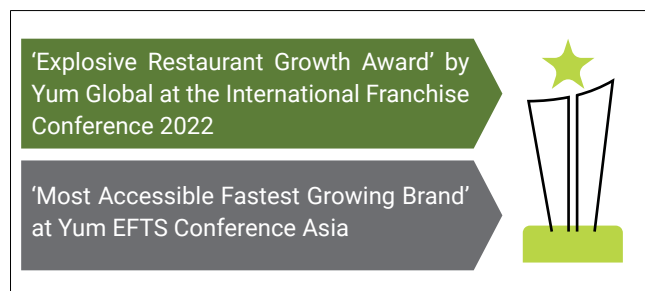 ‘Explosive Restaurant Growth Award’ by
Yum Global at the International Franchise
Conference 2022
‘Most Accessible Fastest Growing Brand’
at Yum EFTS Conference Asia